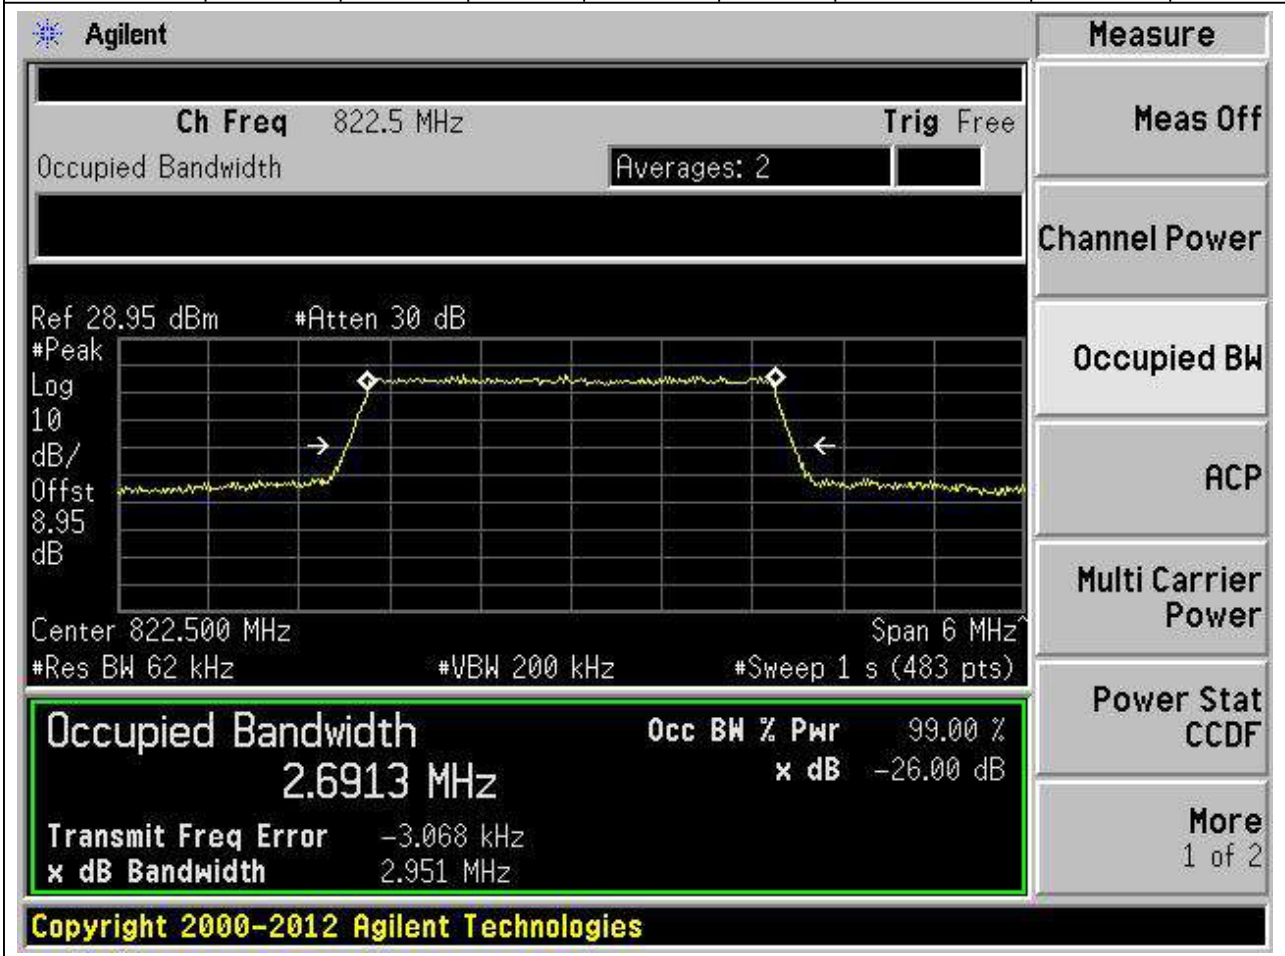 Agilent
Measure
Ch Freq 822.5 MHz Trig Free
Occupied Bandwidth Averages: 2
Meas Off
Channel Power
Occupied BW
ACP
Multi Carrier
Power
Power Stat
CCDF
More
1 of 2
Ref 28.95 dBm #Atten 30 dB
#Peak
Log
10
dB/
Offst
8.95
dB
Center 822.500 MHz Span 6 MHz^
#Res BW 62 kHz #VBW 200 kHz #Sweep 1 s (483 pts)
Occupied Bandwidth Occ BW % Pwr 99.00 %
2.6913 MHz x dB -26.00 dB
Transmit Freq Error -3.068 kHz
x dB Bandwidth 2.951 MHz
Copyright 2000-2012 Agilent Technologies